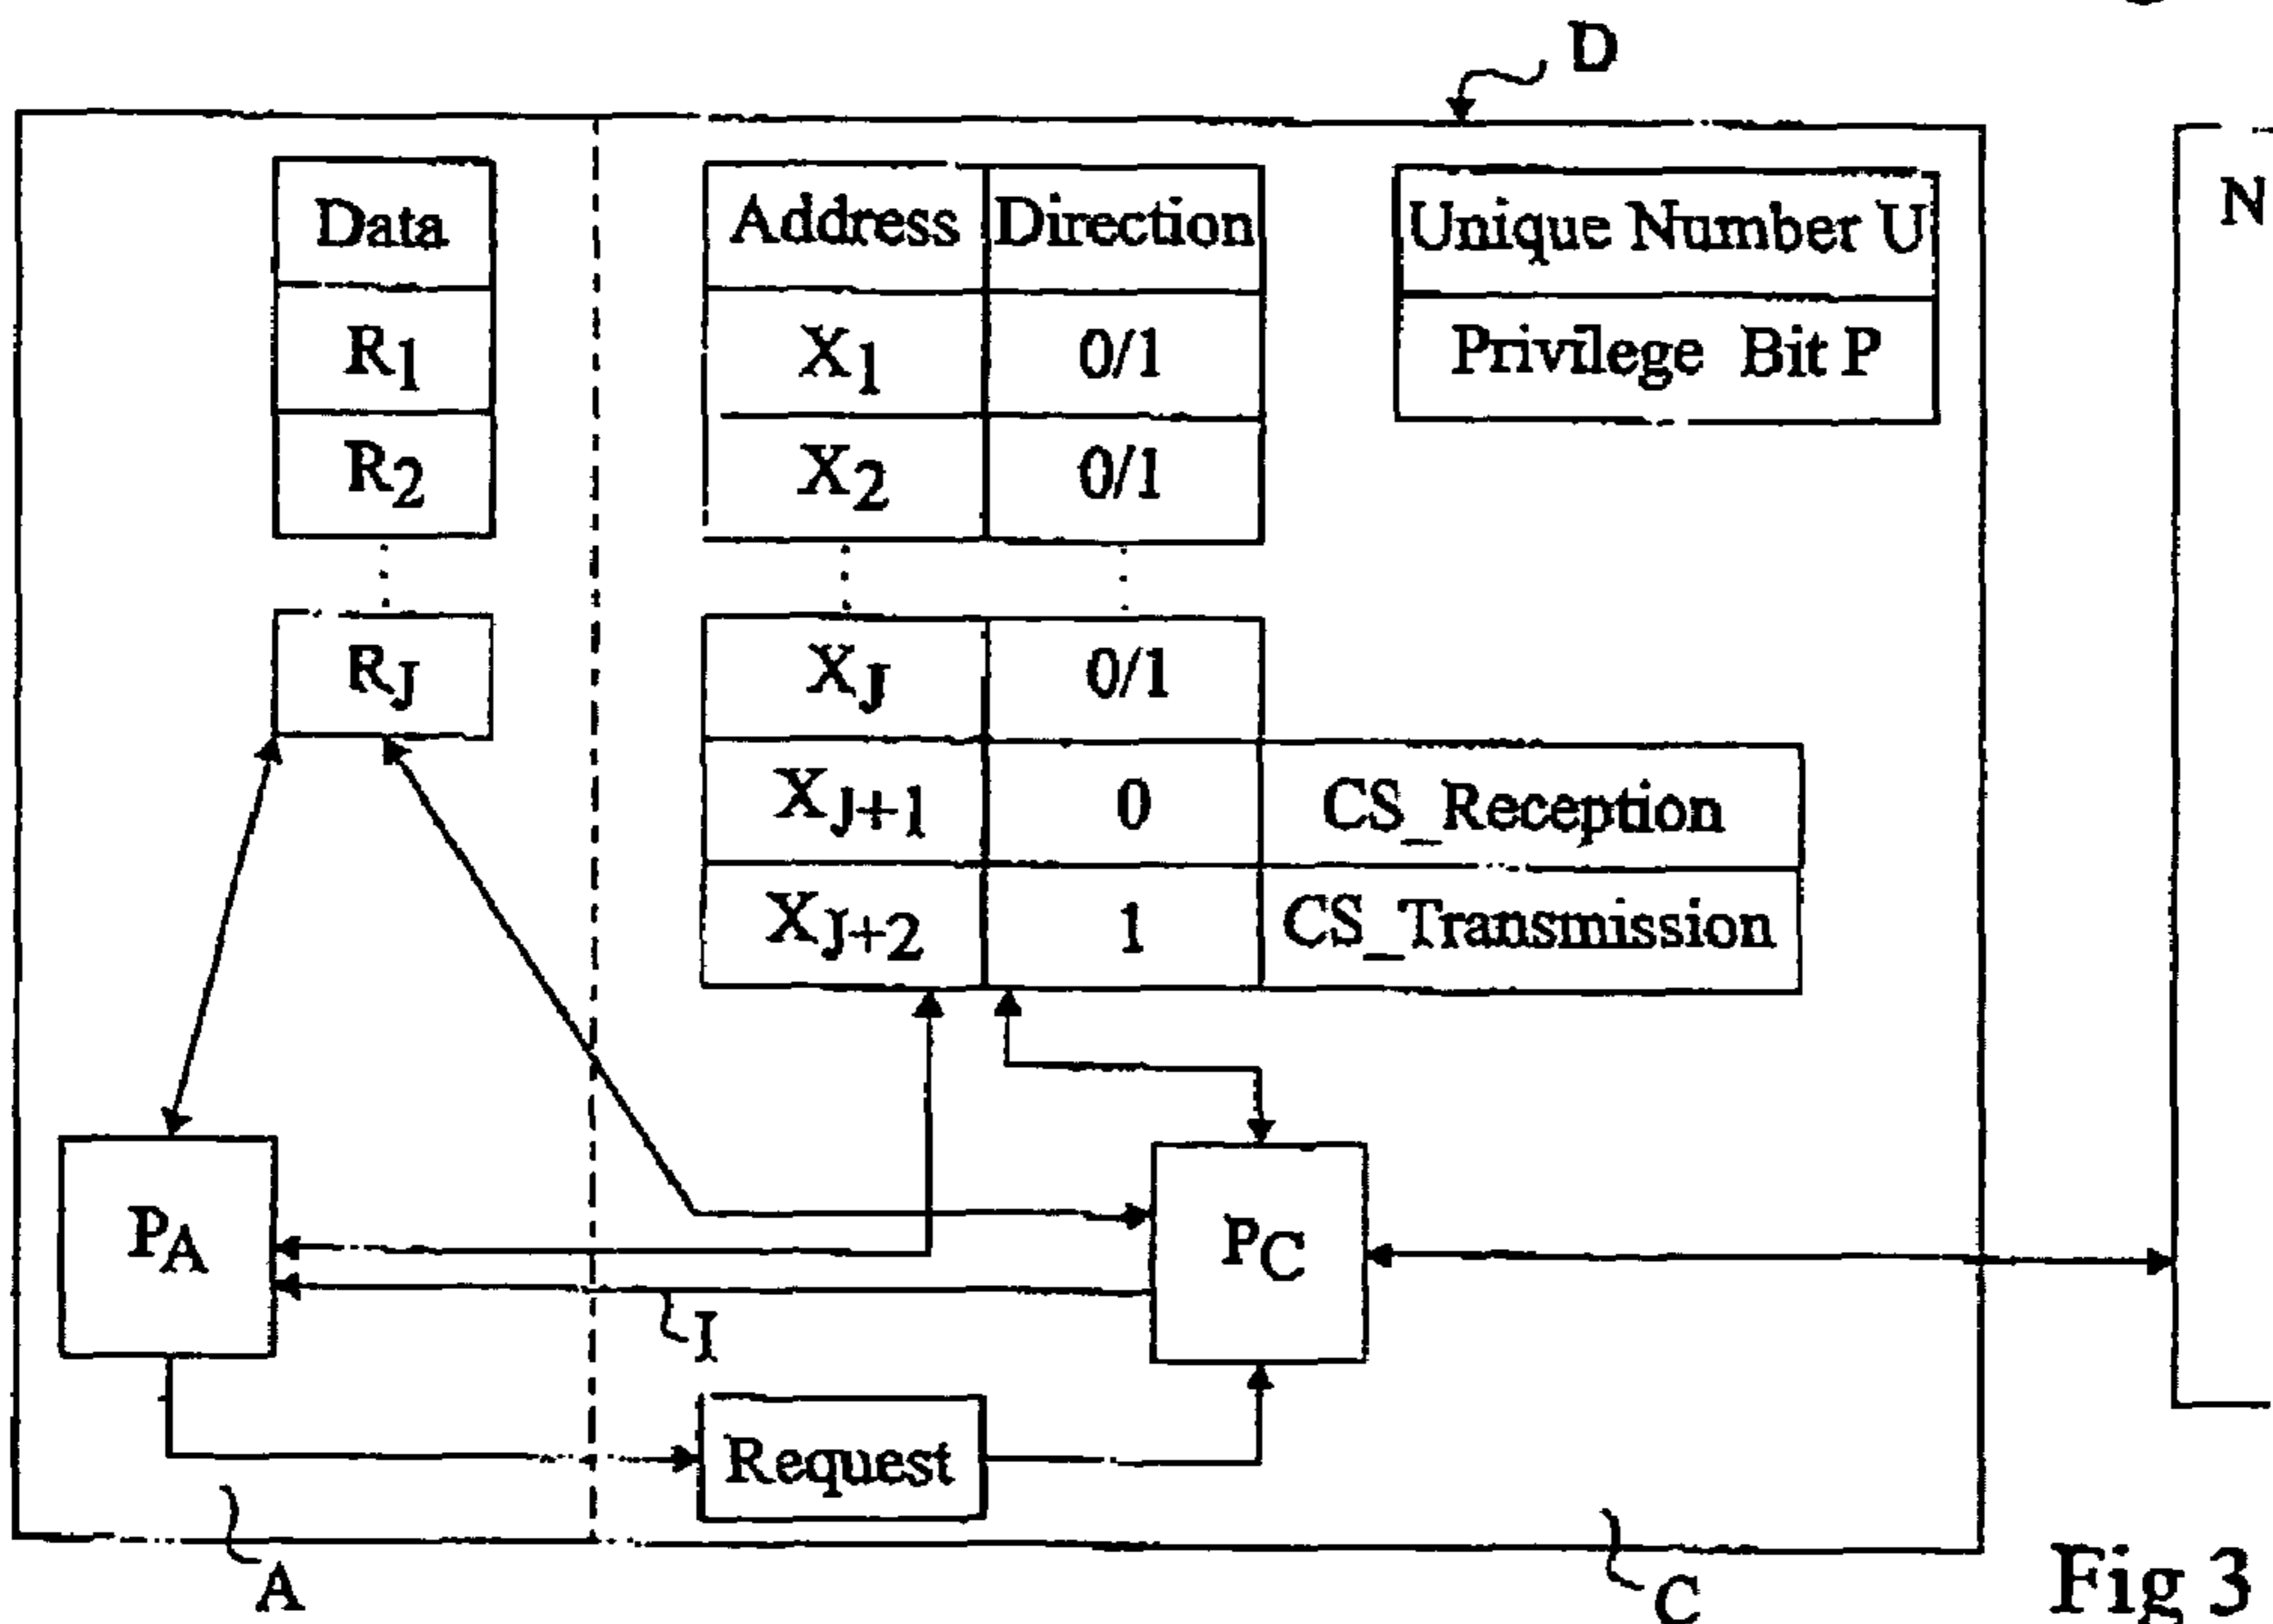 D
Data
R1
R2
RJ
Address Direction
X1 0/1
X2 0/1
XJ 0/1
XJ+1 0 CS_Reception
XJ+2 1 CS_Transmission
Unique Number U
Privilege Bit P
N
PA
PC
I
Request
A
C
Fig 3